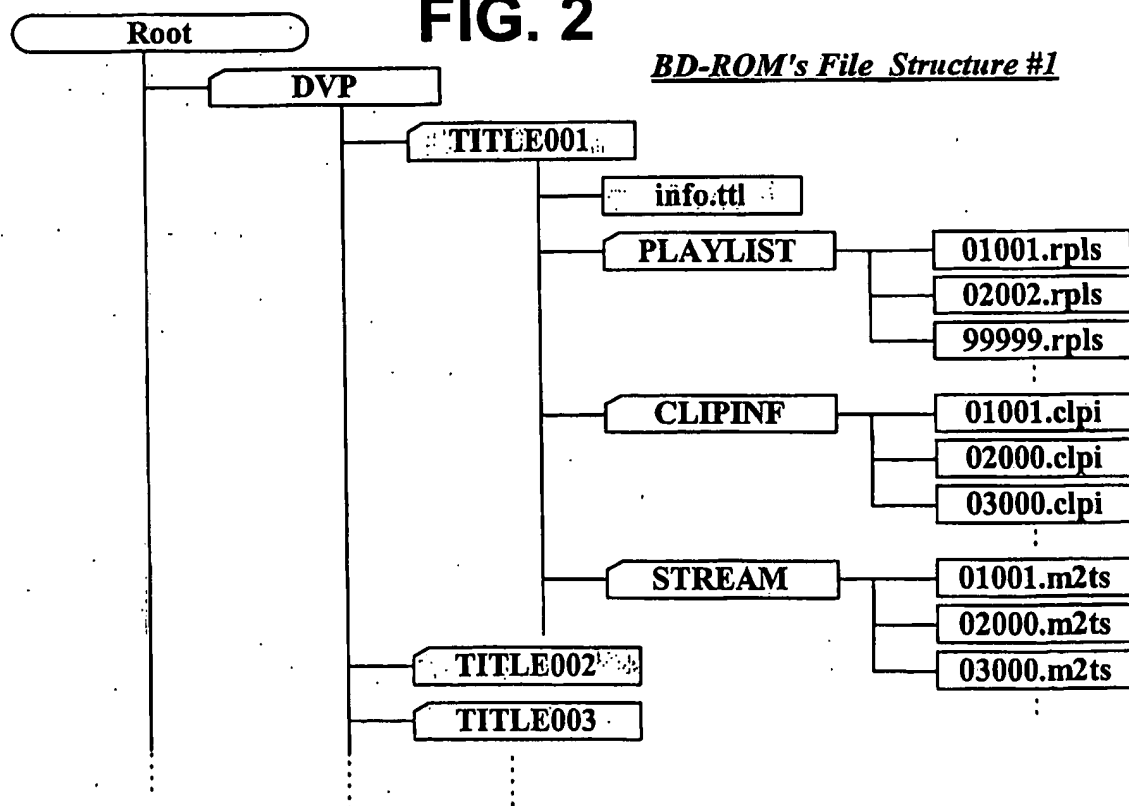 FIG. 2
Root
BD-ROM's File Structure #1
DVP
TITLE001
info.ttl
PLAYLIST
01001.rpls
02002.rpls
99999.rpls
CLIPINF
01001.clpi
02000.clpi
03000.clpi
STREAM
01001.m2ts
02000.m2ts
03000.m2ts
TITLE002
TITLE003